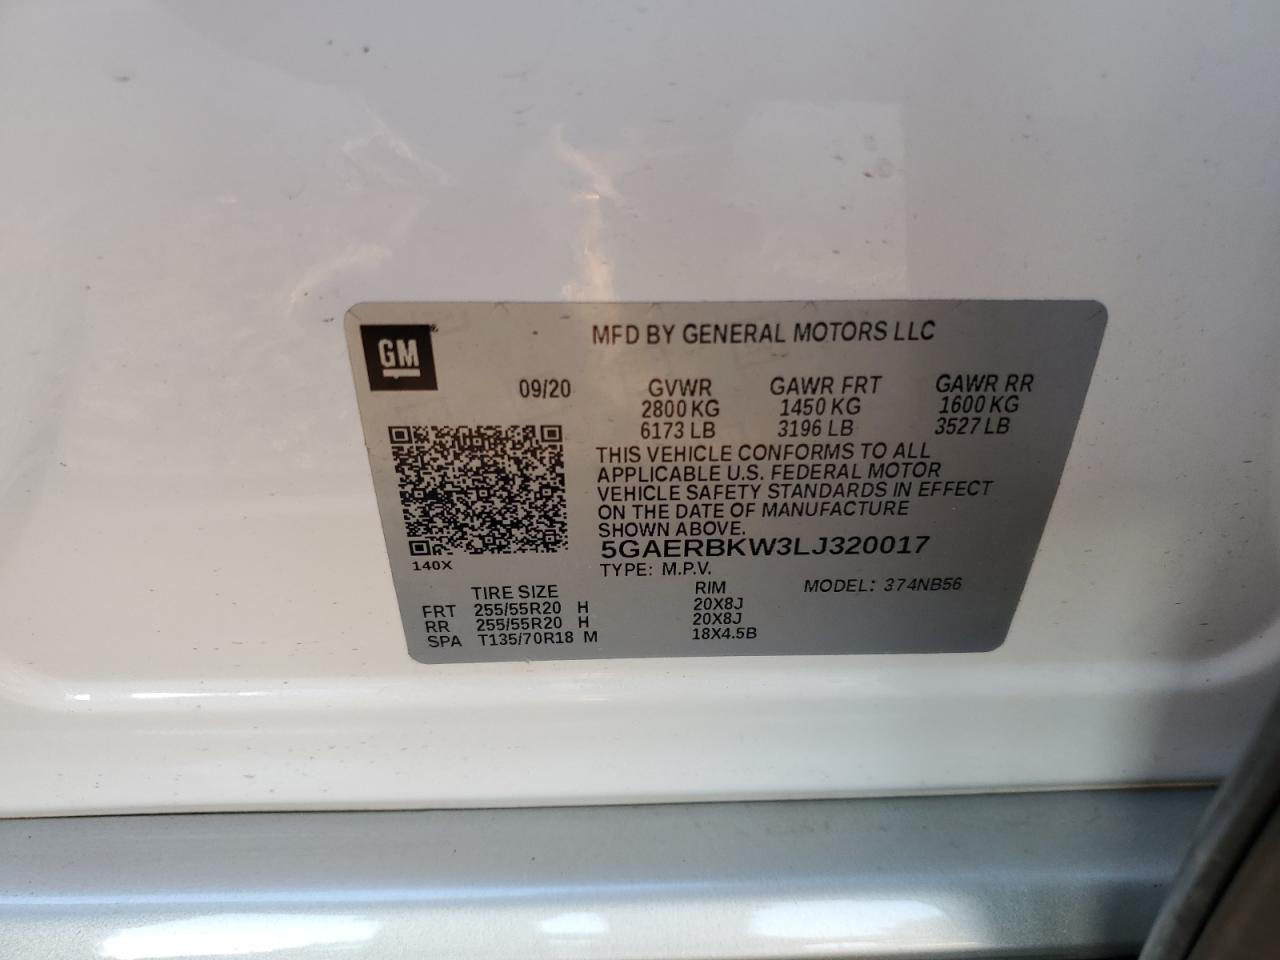 GM
MFD BY GENERAL MOTORS LLC
09/20 GVWR GAWR FRT GAWR RR
2800 KG 1450 KG 1600 KG
6173 LB 3196 LB 3527 LB
THIS VEHICLE CONFORMS TO ALL
APPLICABLE U.S. FEDERAL MOTOR
VEHICLE SAFETY STANDARDS IN EFFECT
ON THE DATE OF MANUFACTURE
SHOWN ABOVE.
5GAERBKW3LJ320017
140X
TYPE: M.P.V.
TIRE SIZE RIM MODEL: 374NB56
FRT 255/55R20 H 20X8J
RR 255/55R20 H 20X8J
SPA T135/70R18 M 18X4.5B